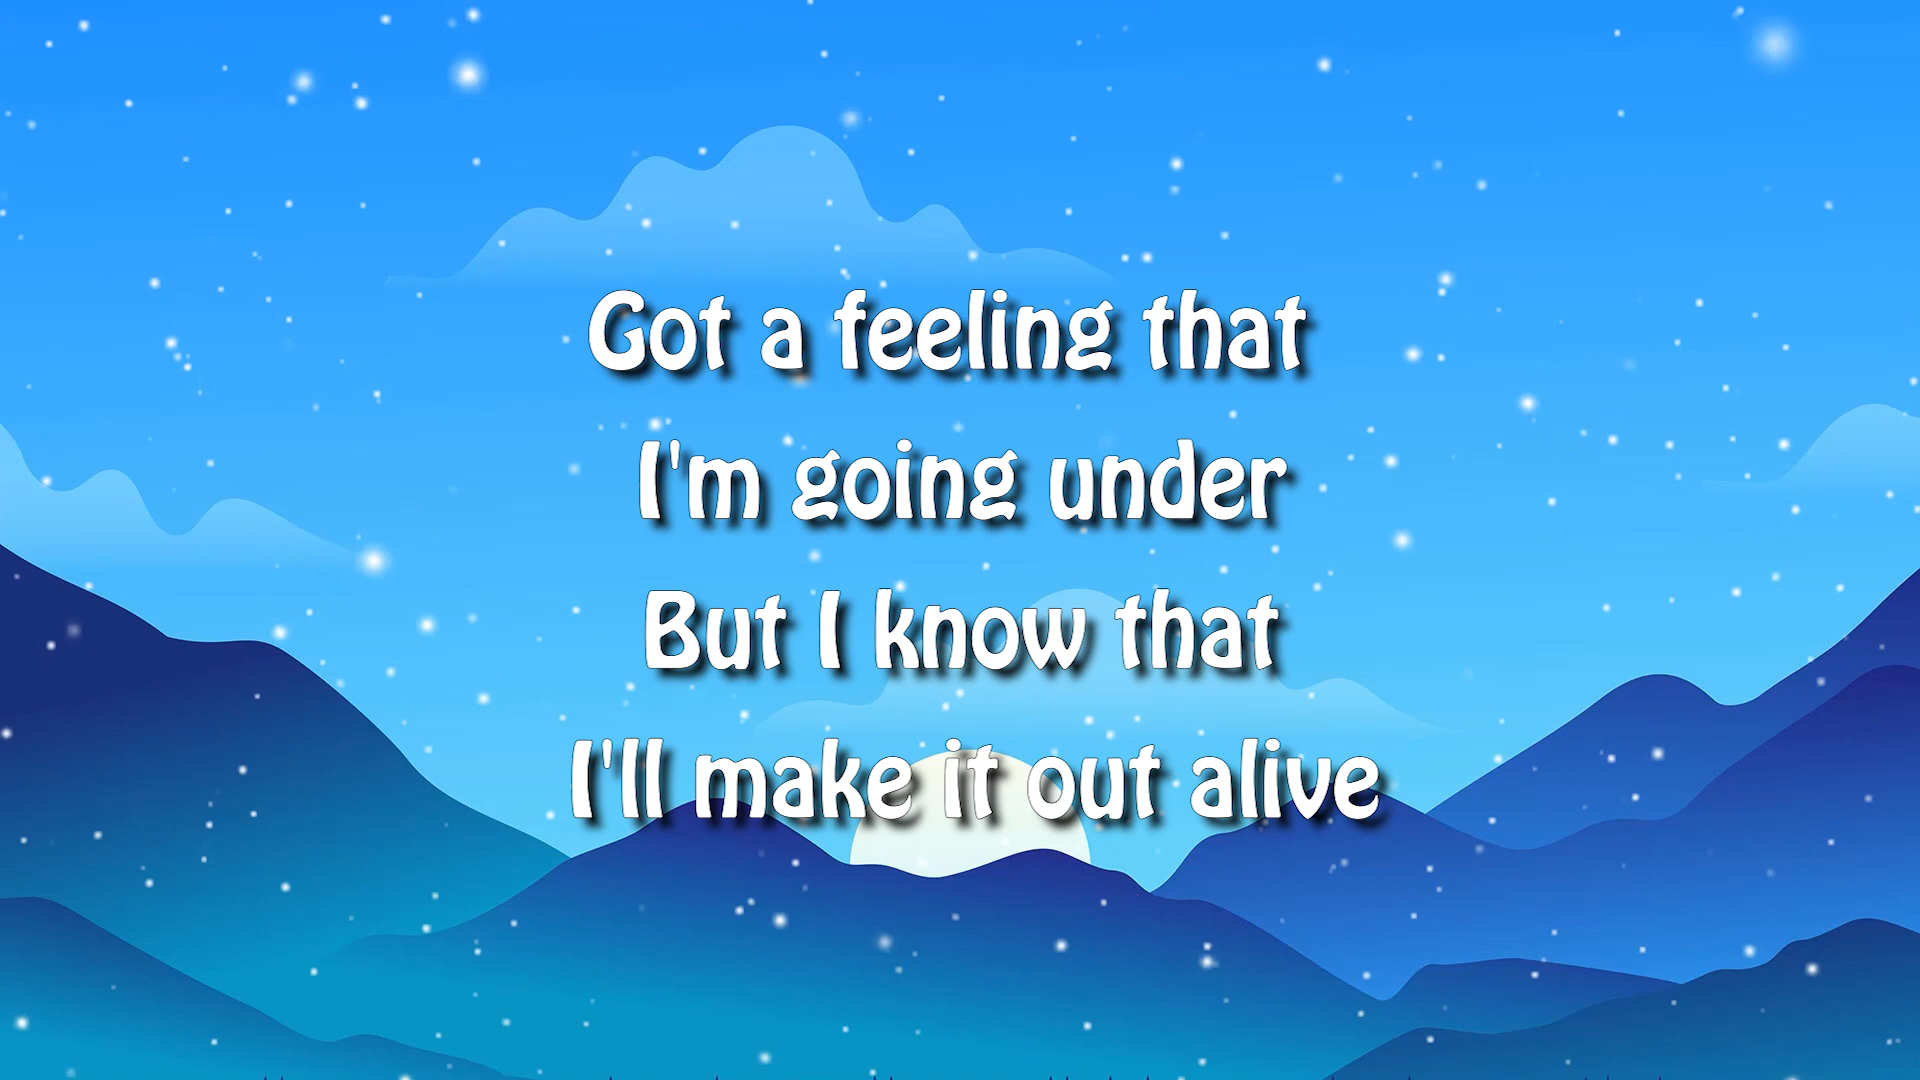 Got a feeling that
I'm going under
But I know that
I'll make it out alive